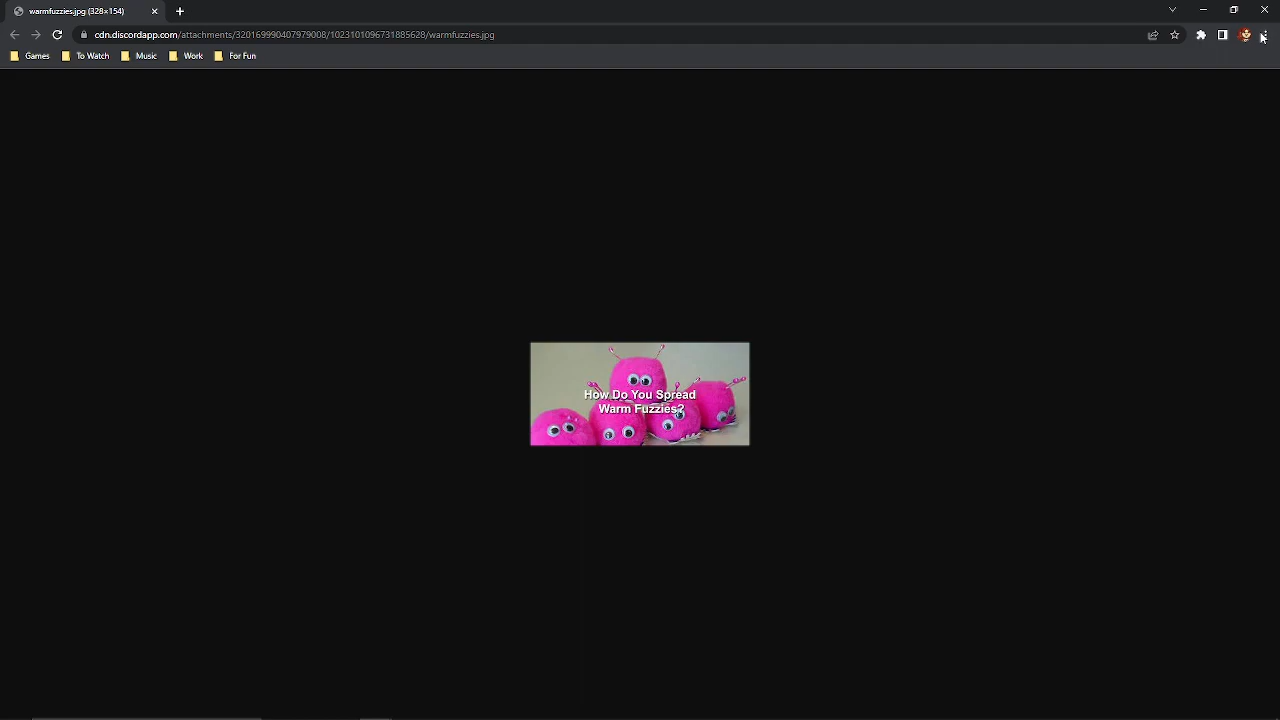 warmfuzzies.jpg (328×154)
cdn.discordapp.com/attachments/320169990407979008/1023101096731885628/warmfuzzies.jpg
Games To Watch Music Work For Fun
How Do You Spread
Warm Fuzzies?